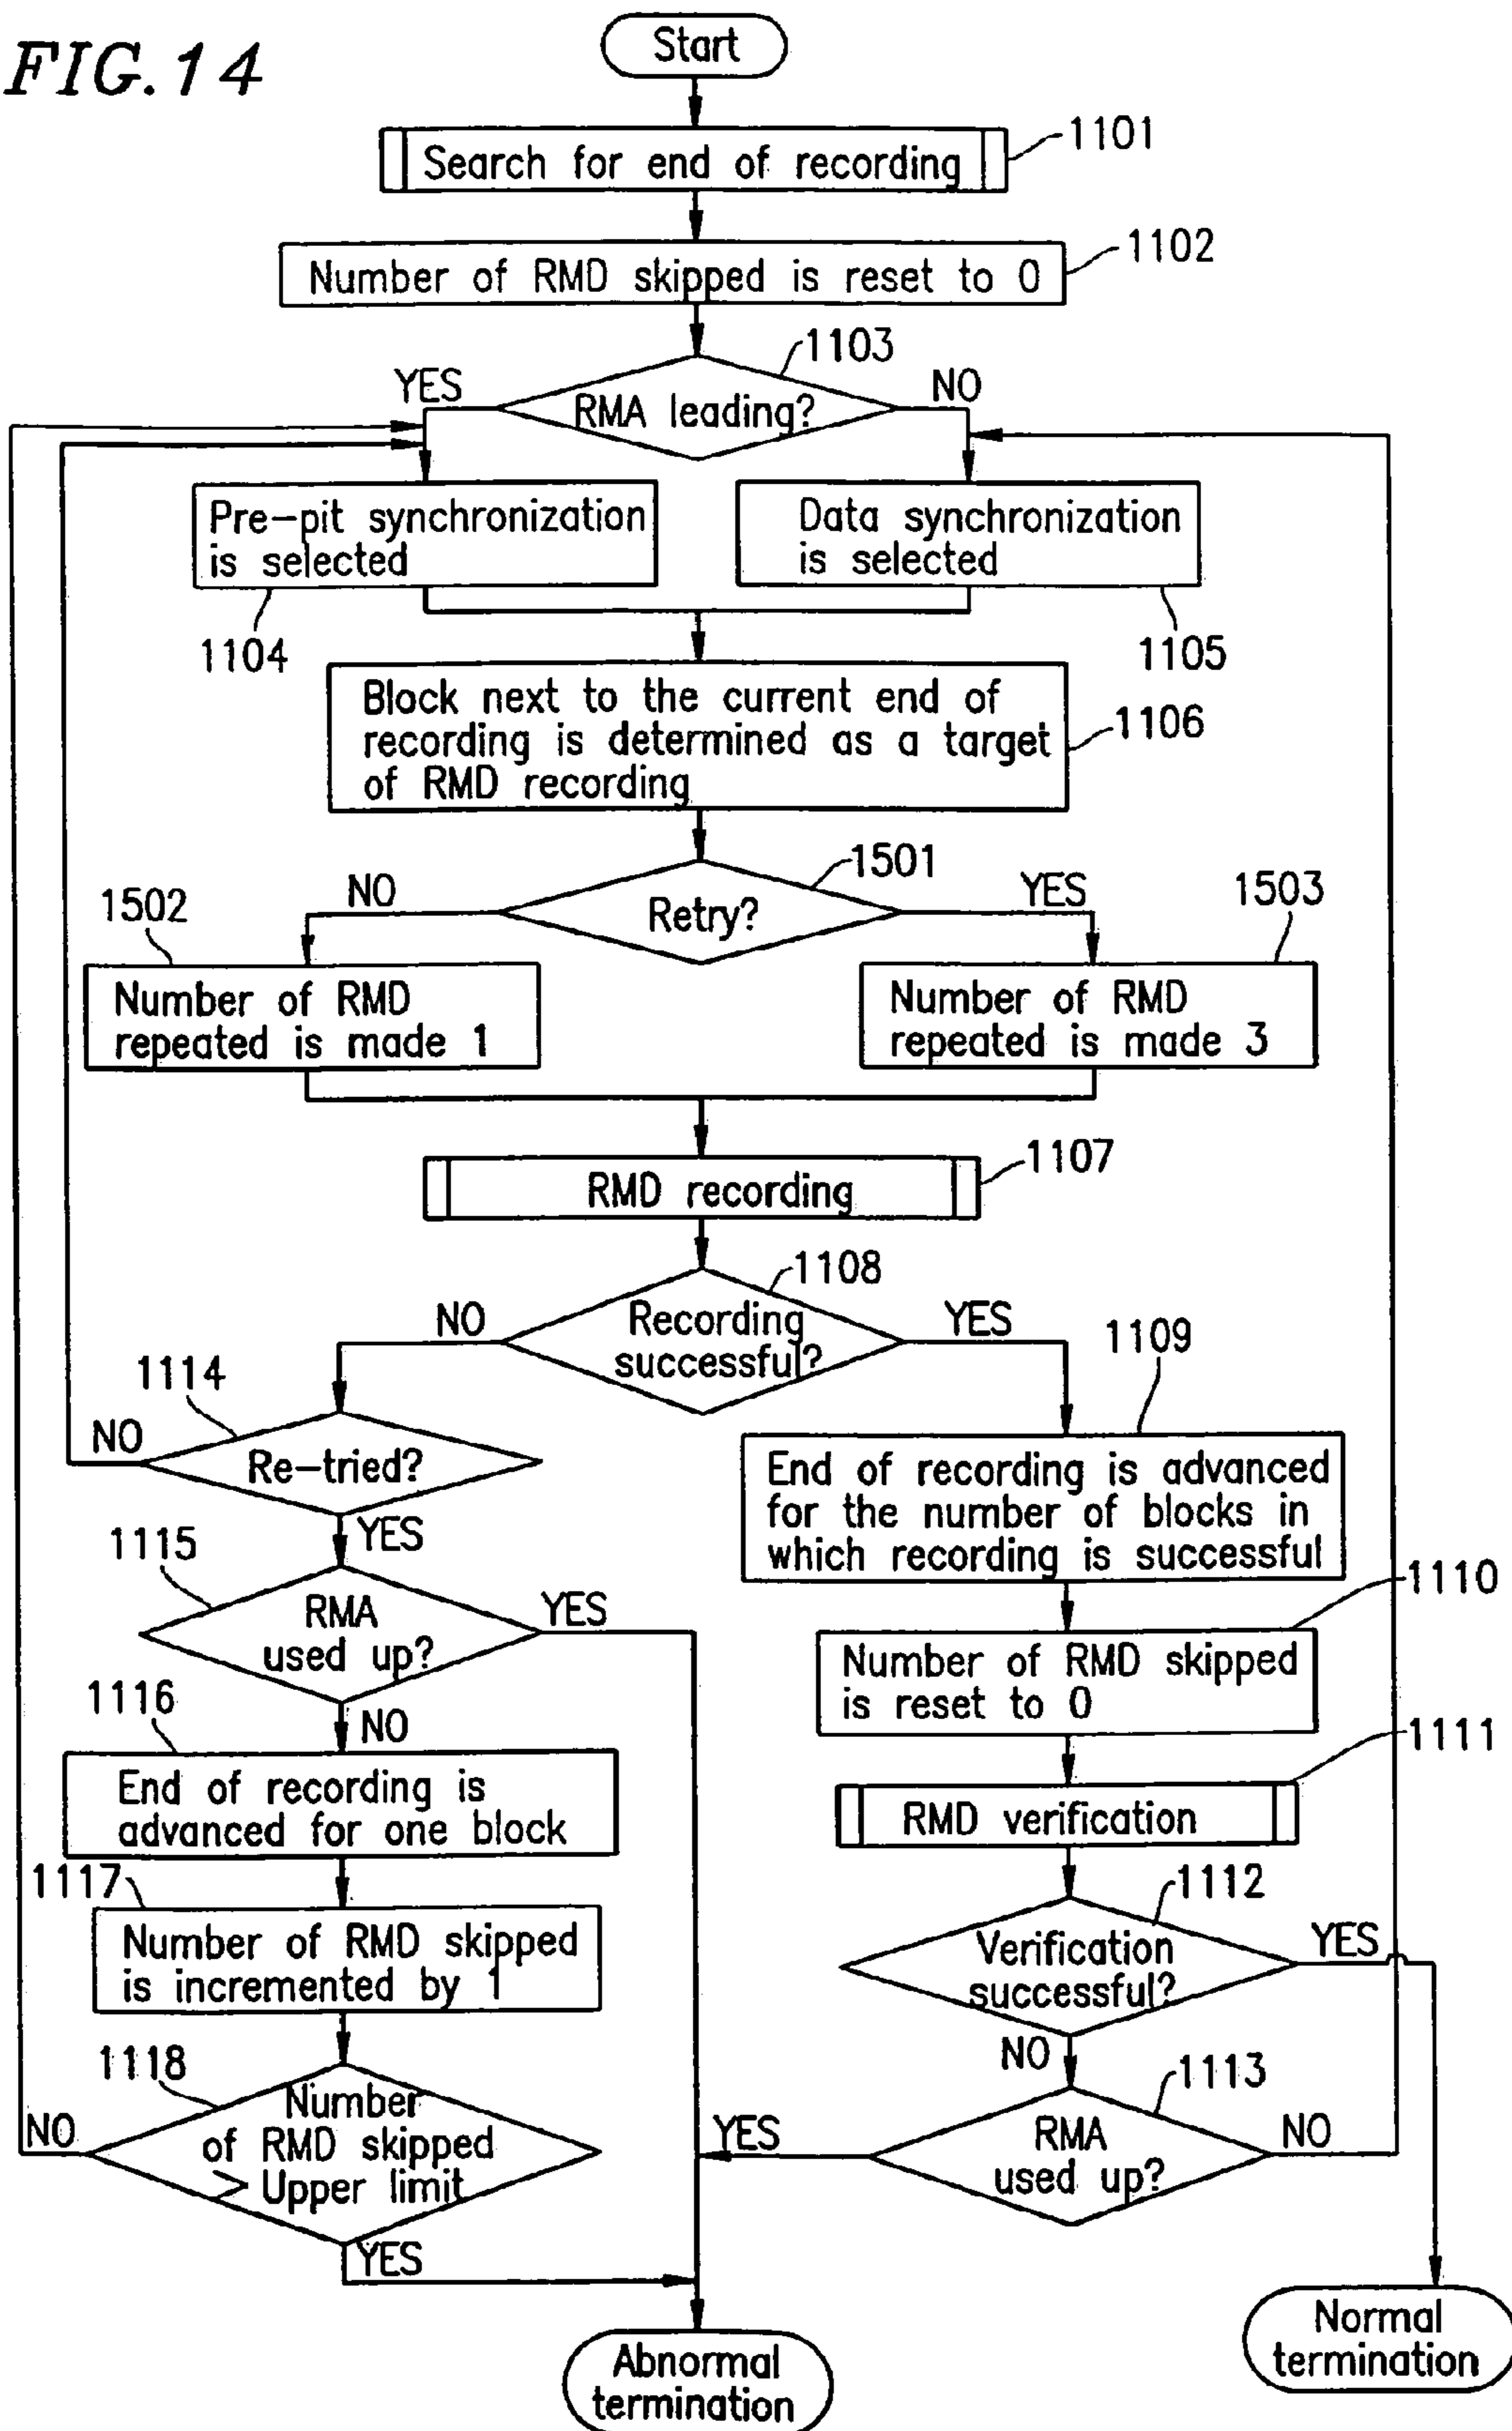 FIG.14
Start
Search for end of recording
1101
Number of RMD skipped is reset to 0
1102
1103
YES
RMA leading?
NO
Pre-pit synchronization
is selected
Data synchronization
is selected
1104
1105
Block next to the current end of
recording is determined as a target
of RMD recording
1106
1501
NO
Retry?
YES
1502
1503
Number of RMD
repeated is made 1
Number of RMD
repeated is made 3
RMD recording
1107
1108
NO
Recording
successful?
YES
1109
1114
NO
Re-tried?
YES
End of recording is advanced
for the number of blocks in
which recording is successful
1115
RMA
used up?
YES
1110
Number of RMD skipped
is reset to 0
1116
NO
1111
End of recording is
advanced for one block
RMD verification
1117
Number of RMD skipped
is incremented by 1
1112
Verification
successful?
YES
NO
1118
Number
of RMD skipped
> Upper limit
NO
YES
1113
RMA
used up?
YES
NO
Abnormal
termination
Normal
termination